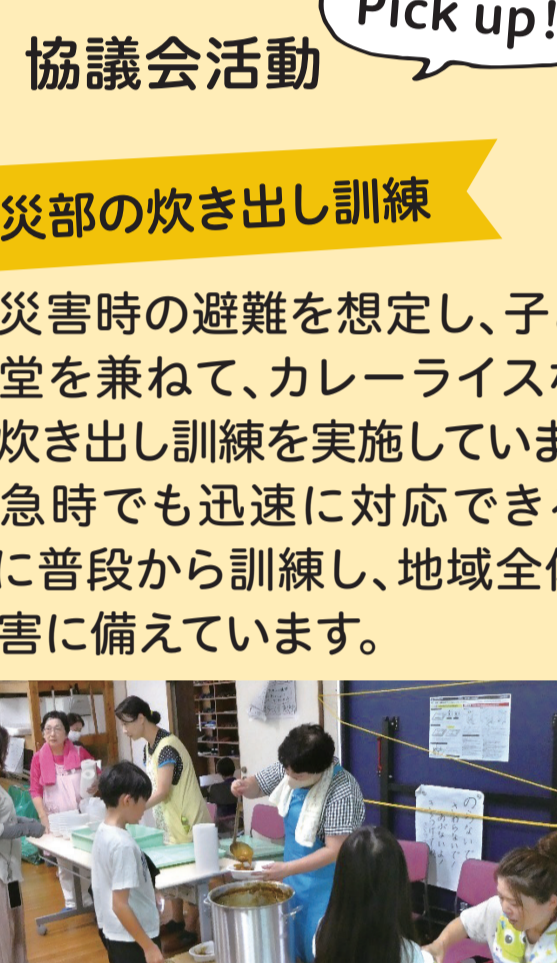 Pick up!
協議会活動
災部の炊き出し訓練
災害時の避難を想定し、子
堂を兼ねて、カレーライス
炊き出し訓練を実施していま
急時でも迅速に対応でき
に普段から訓練し、地域全
害に備えています。